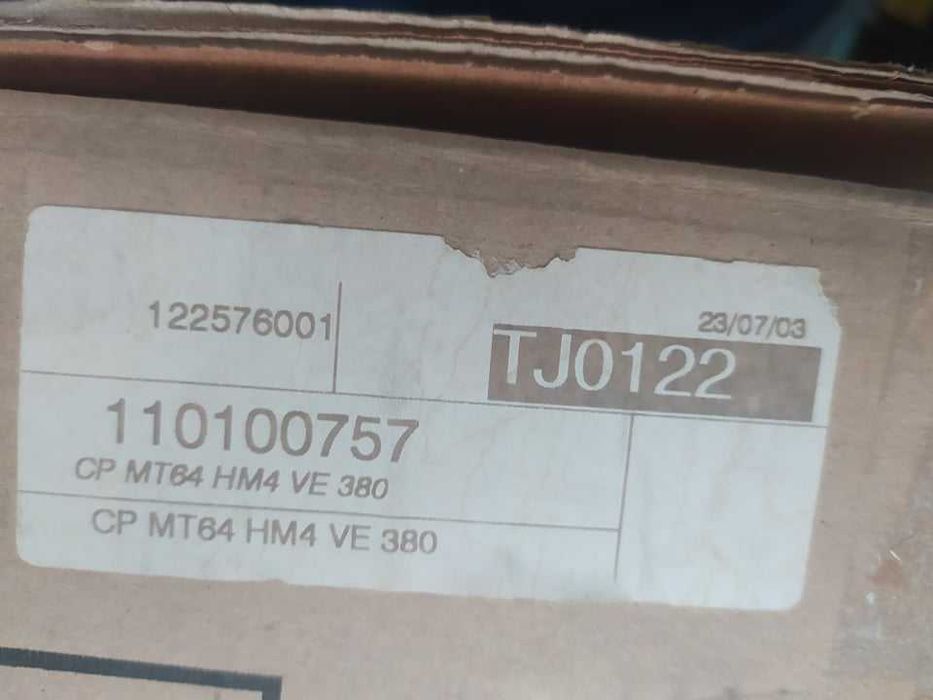 122576001
23/07/03
TJ0122
110100757
CP MT64 HM4 VE 380
CP MT64 HM4 VE 380